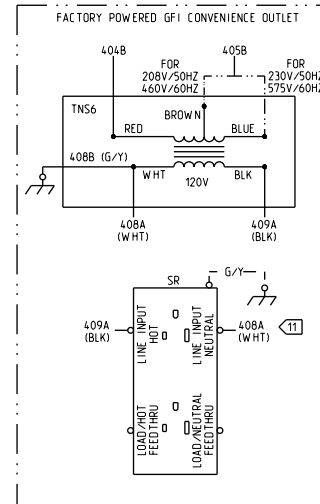 FACTORY POWERED GFI CONVENIENCE OUTLET
404B
405B
FOR
208V/50HZ
460V/60HZ
FOR
230V/50HZ
575V/60HZ
TNS6
BROWN
RED
BLUE
408B (G/Y)
WHT
120V
BLK
408A
(WHT)
409A
(BLK)
G/Y
SR
409A
(BLK)
LINE INPUT
HOT
LINE INPUT
NEUTRAL
408A
(WHT)
11
LOAD/HOT
FEEDTHRU
LOAD/NEUTRAL
FEEDTHRU